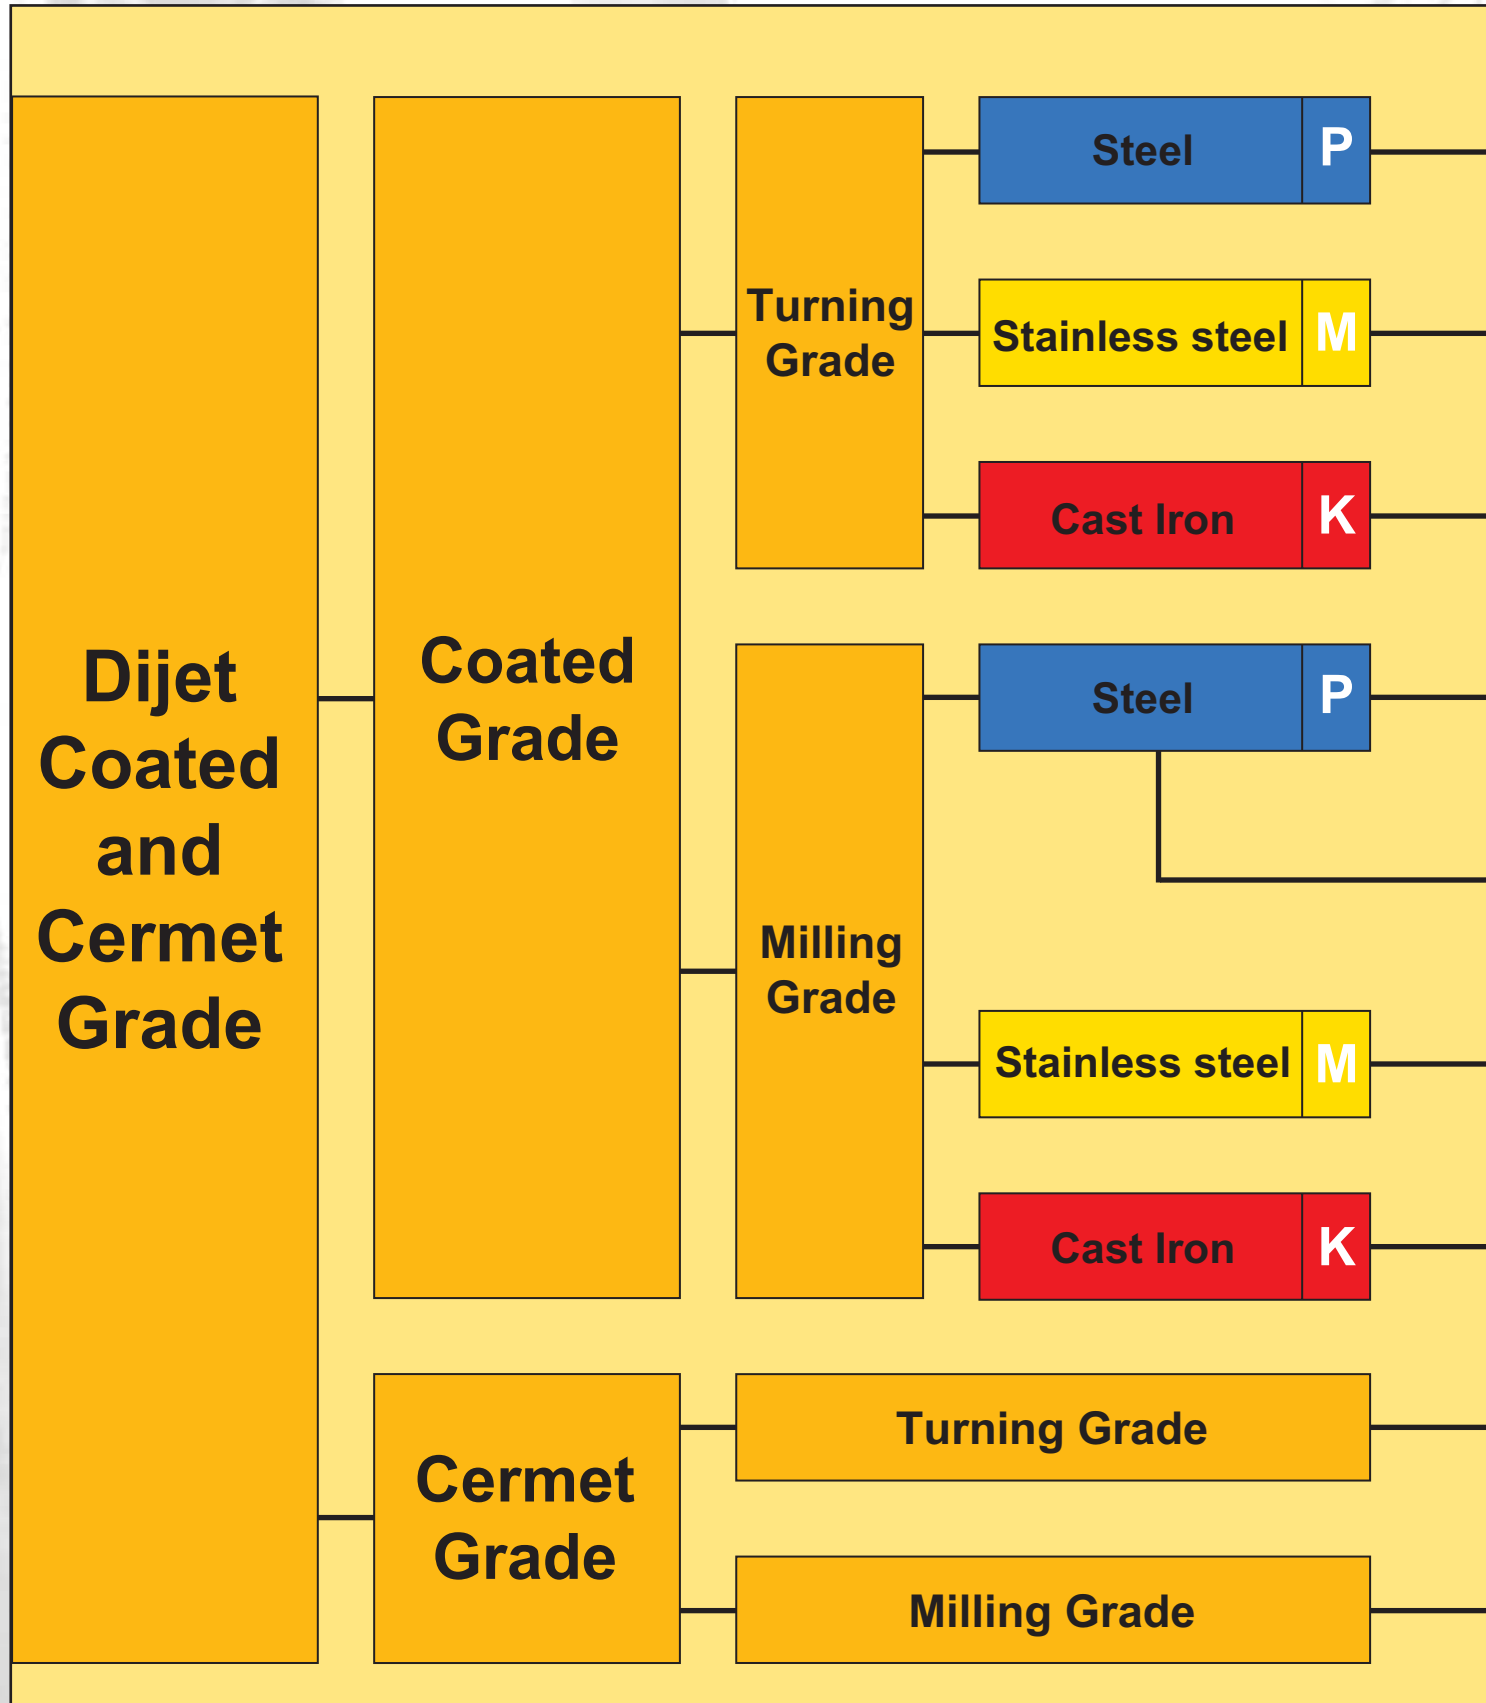 Dijet
Coated
and
Cermet
Grade
Coated
Grade
Turning
Grade
Steel P
Stainless steel M
Cast Iron K
Milling
Grade
Steel P
Stainless steel M
Cast Iron K
Cermet
Grade
Turning Grade
Milling Grade